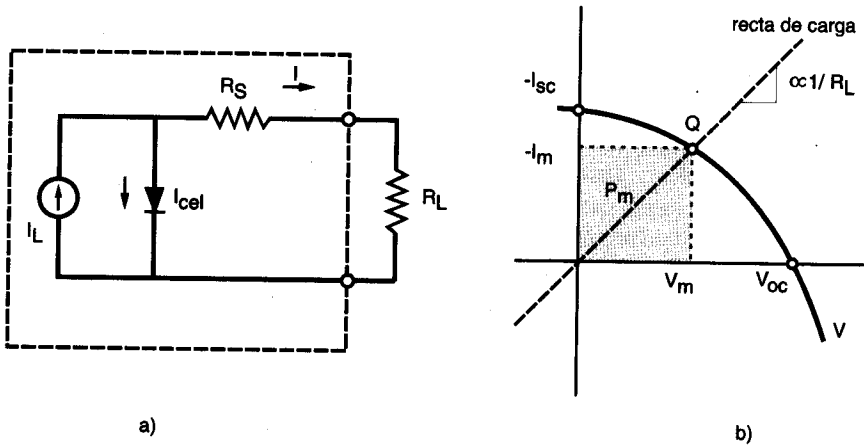 R_S
I
I_cel
I_L
R_L
a)
recta de carga
∝1/ R_L
-I_sc
Q
-I_m
P_m
V_m
V_oc
V
b)